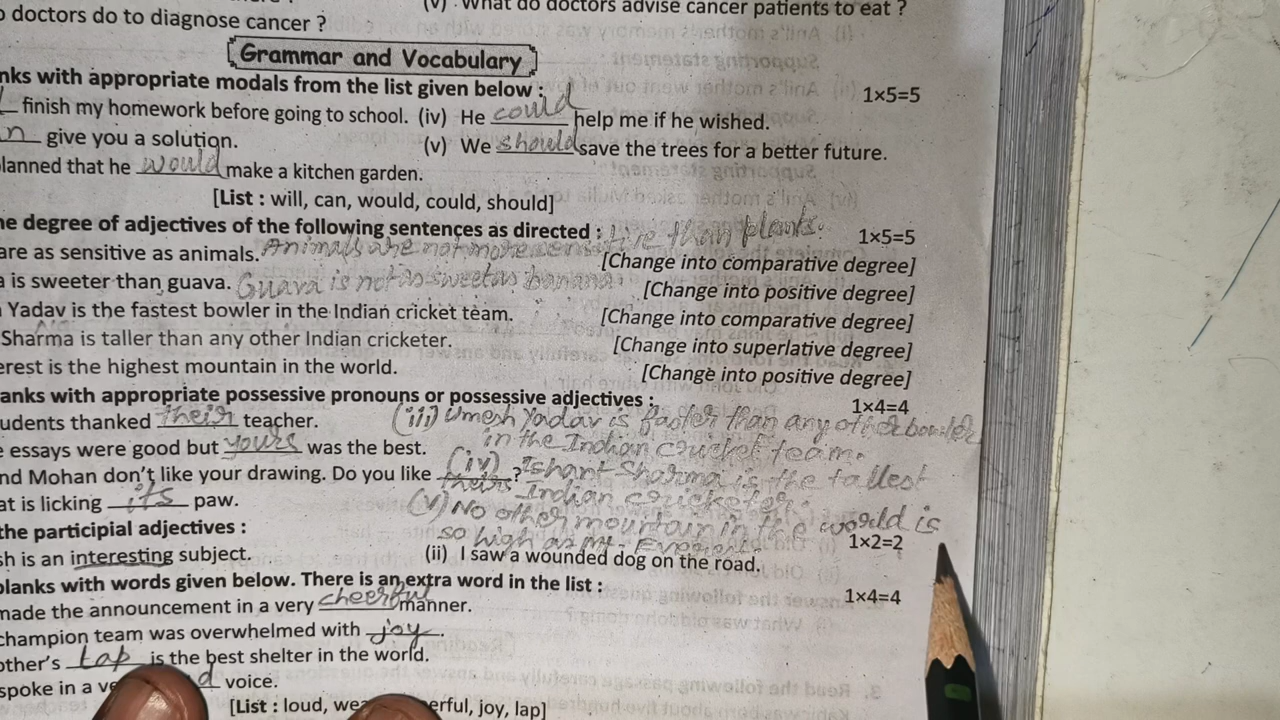 (v) What do doctors advise cancer patients to eat ?
o doctors do to diagnose cancer ?
Grammar and Vocabulary
nks with appropriate modals from the list given below : 1×5=5
finish my homework before going to school. (iv) He could help me if he wished.
n give you a solution. (v) We should save the trees for a better future.
lanned that he would make a kitchen garden.
[List : will, can, would, could, should]
he degree of adjectives of the following sentences as directed : 1×5=5
tive than plants.
are as sensitive as animals. Animals are not more sensi [Change into comparative degree]
a is sweeter than guava. Guava is not as sweet as banana. [Change into positive degree]
Yadav is the fastest bowler in the Indian cricket team. [Change into comparative degree]
Sharma is taller than any other Indian cricketer. [Change into superlative degree]
erest is the highest mountain in the world. [Change into positive degree]
anks with appropriate possessive pronouns or possessive adjectives : 1×4=4
udents thanked their teacher. (iii) Umesh Yadav is faster than any other bowler
e essays were good but yours was the best. in the Indian cricket team.
nd Mohan don't like your drawing. Do you like theirs ? (iv) Ishant Sharma is the tallest
at is licking its paw. Indian cricketer.
(v) No other mountain in the world is
the participial adjectives : so high as Mt. 1×2=2
sh is an interesting subject. (ii) I saw a wounded dog on the road.
blanks with words given below. There is an extra word in the list : 1×4=4
made the announcement in a very cheerful manner.
champion team was overwhelmed with joy.
other's lap is the best shelter in the world.
spoke in a ve d voice.
[List : loud, wea erful, joy, lap]